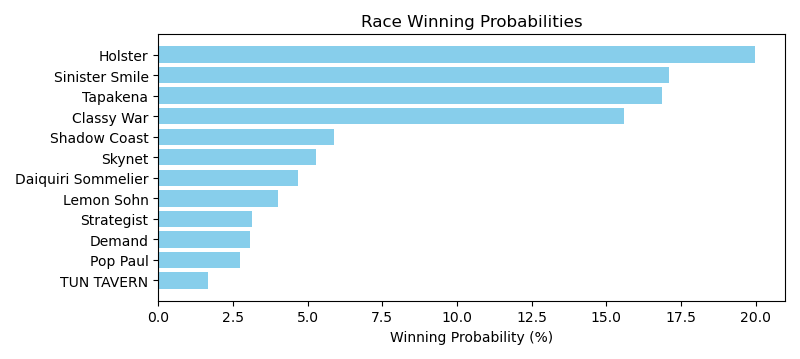 Race Winning Probabilities
Holster
Sinister Smile
Tapakena
Classy War
Shadow Coast
Skynet
Daiquiri Sommelier
Lemon Sohn
Strategist
Demand
Pop Paul
TUN TAVERN
0.0 2.5 5.0 7.5 10.0 12.5 15.0 17.5 20.0
Winning Probability (%)